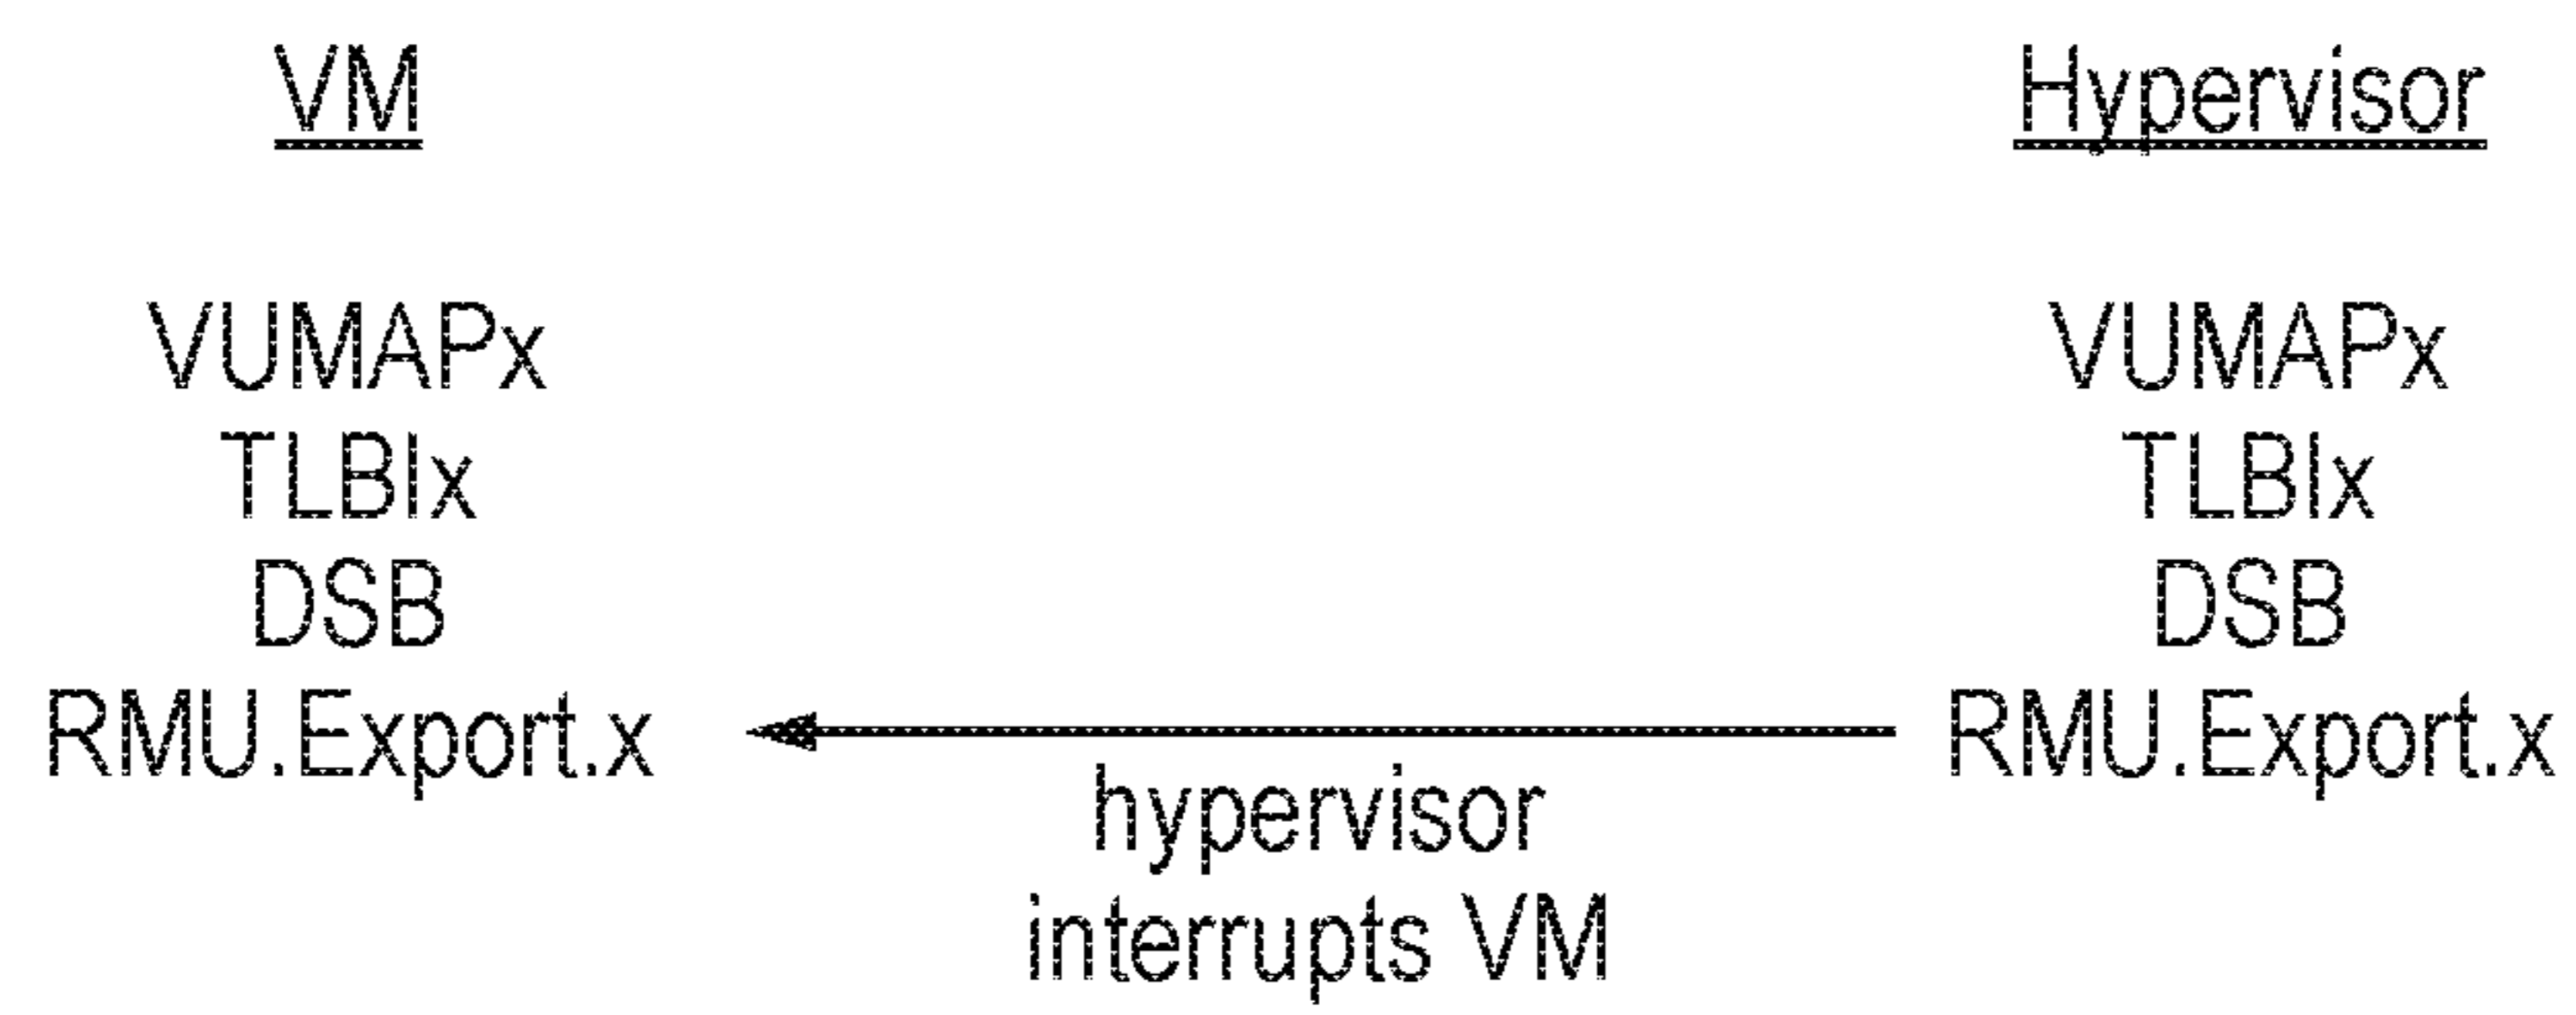 VM
Hypervisor
VUMAPx
TLBIx
DSB
RMU.Export.x
hypervisor
interrupts VM
VUMAPx
TLBIx
DSB
RMU.Export.x